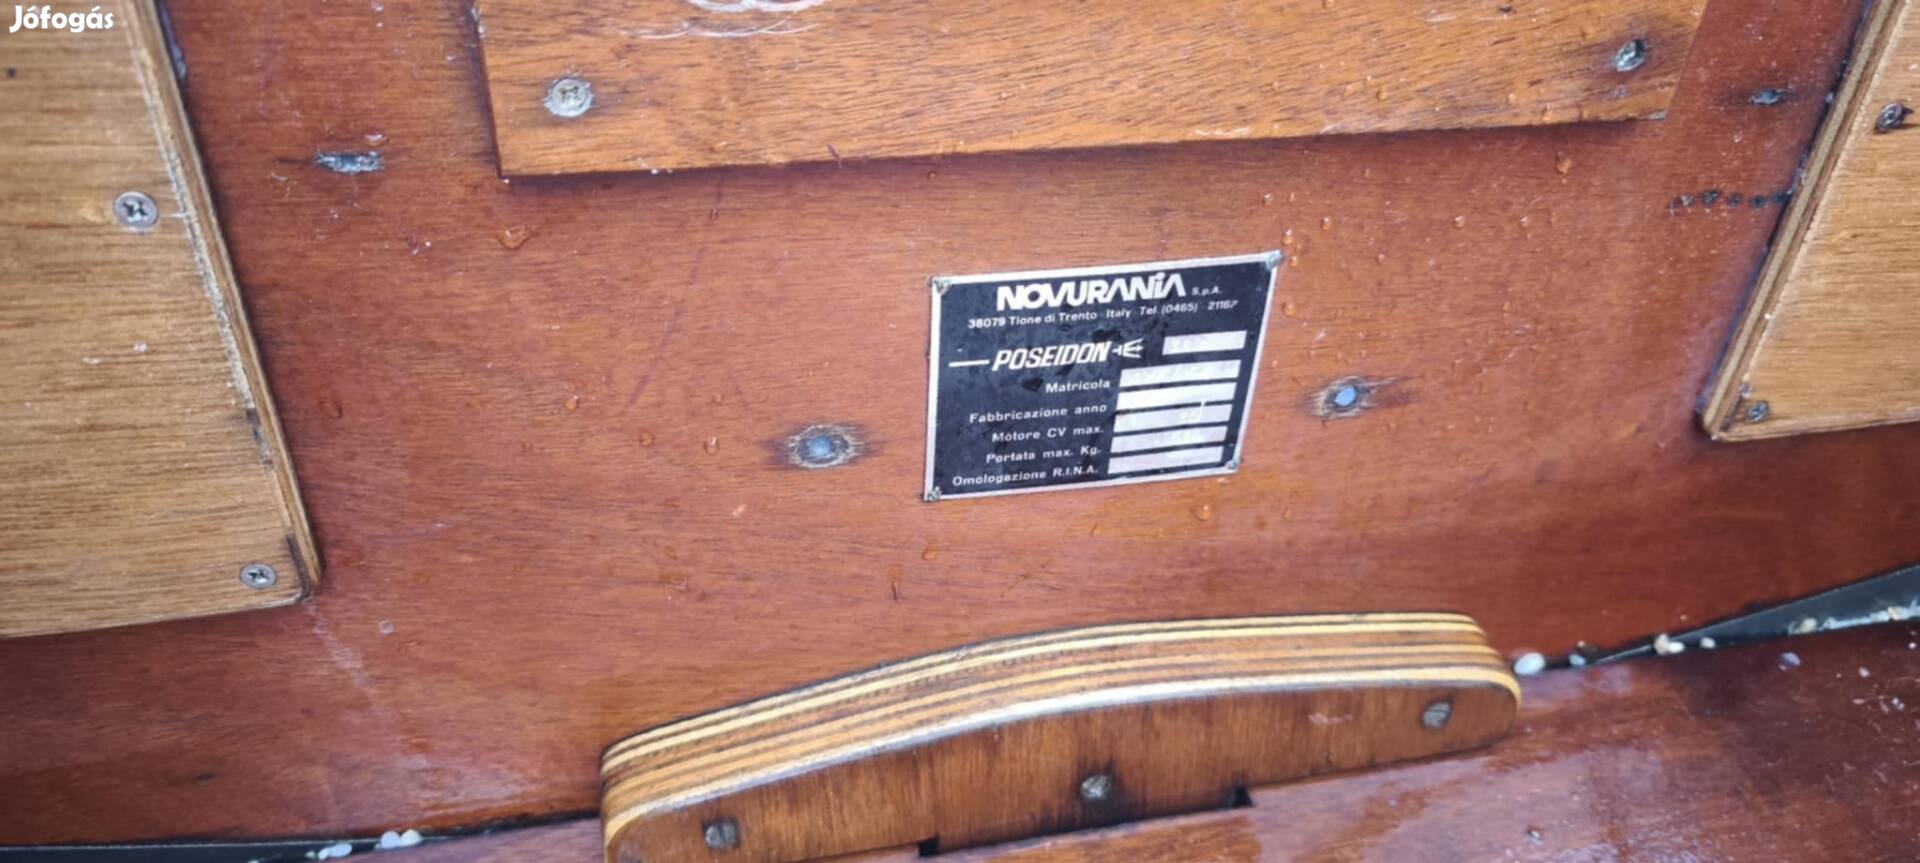 Jófogás
NOVURANIA S.p.A.
38079 Tione di Trento - Italy - Tel. (0465) - 21162
POSEIDON
Matricola
Fabbricazione anno
Motore CV max.
Portata max. Kg.
Omologazione R.I.N.A.